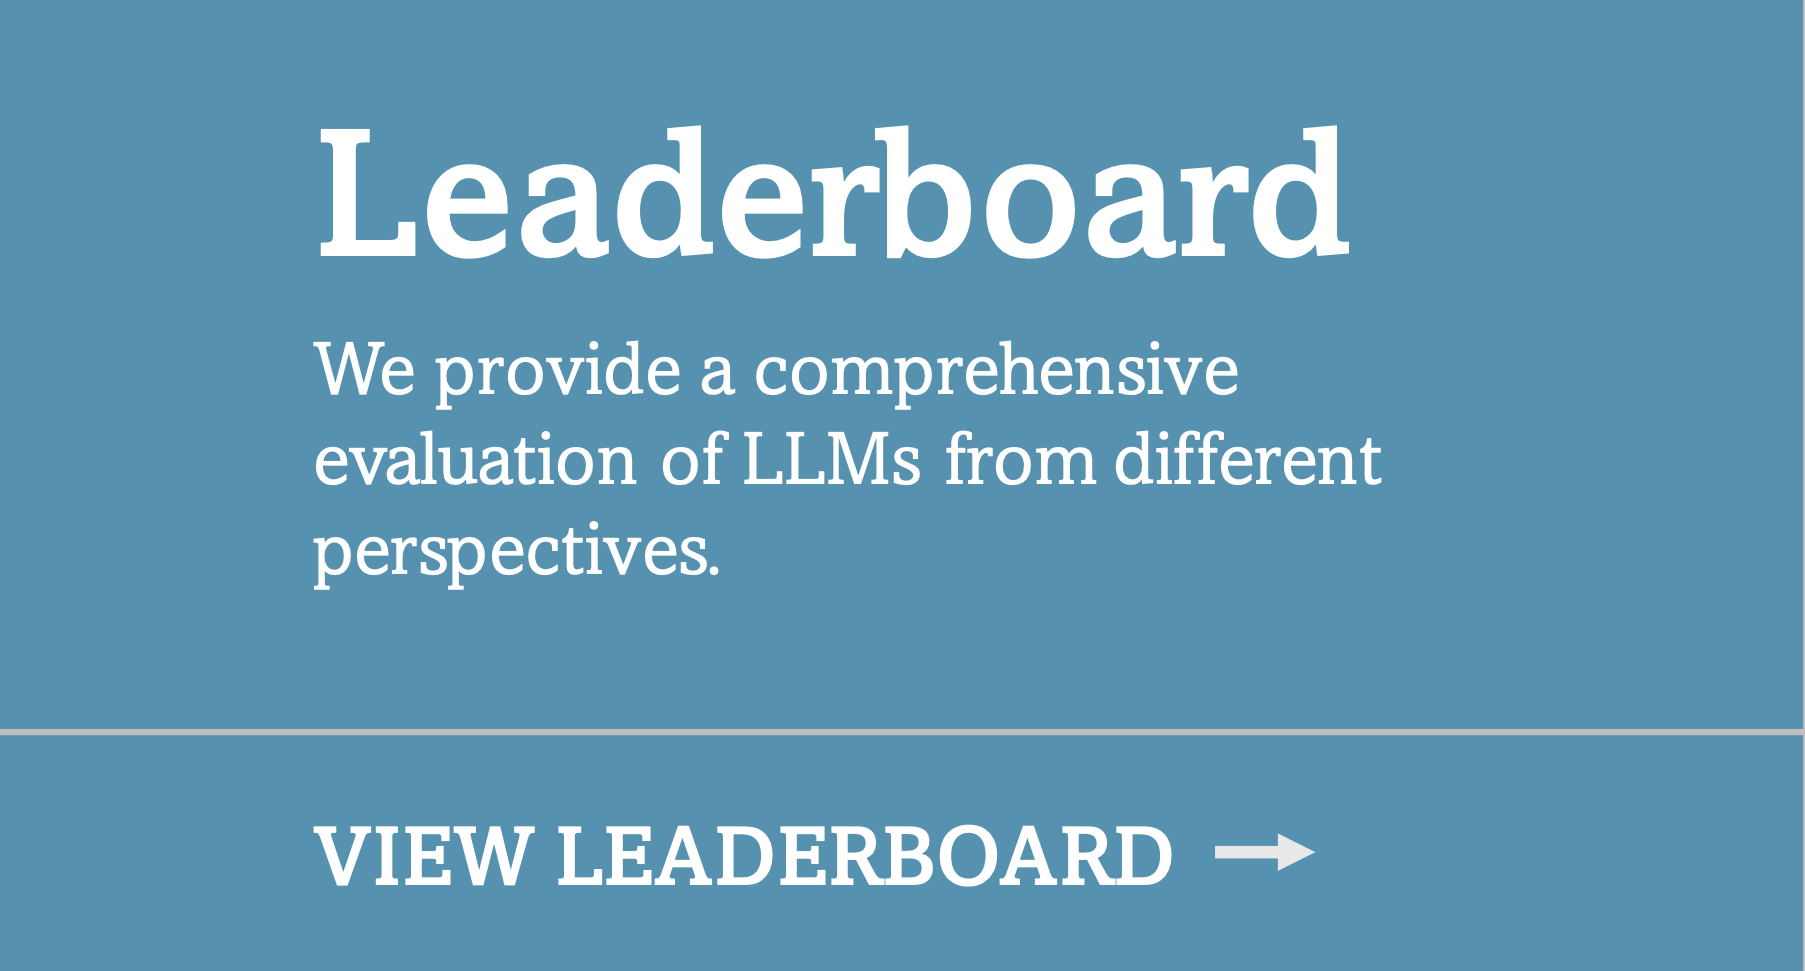 Leaderboard
We provide a comprehensive
evaluation of LLMs from different
perspectives.
VIEW LEADERBOARD